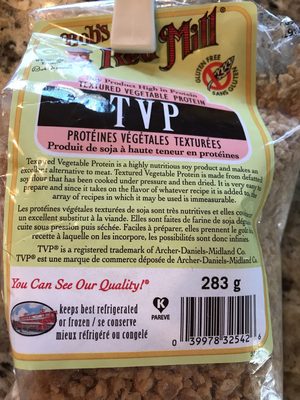 Bob's
Red Mill
GLUTEN FREE
SANS GLUTEN
Soy Product High in Protein
TEXTURED VEGETABLE PROTEIN
TVP
PROTÉINES VÉGÉTALES TEXTURÉES
Produit de soja à haute teneur en protéines
Textured Vegetable Protein is a highly nutritious soy product and makes an
excellent alternative to meat. Textured Vegetable Protein is made from defatted
soy flour that has been cooked under pressure and then dried. It is very easy to
prepare and since it takes on the flavor of whatever recipe it is added to, the
array of recipes in which it may be used is immeasurable.
Les protéines végétales texturées de soja sont très nutritives et elles
un excellent substitut à la viande. Elles sont faites de farine de soja
cuite sous pression puis séchée. Faciles à préparer, elles prennent le goût
recette à laquelle on les incorpore, les possibilités sont donc infinies.
TVP® is a registered trademark of Archer-Daniels-Midland Co.
TVP® est une marque de commerce déposée de Archer-Daniels-Midland Co.
You Can See Our Quality!®
283 g
keeps best refrigerated
or frozen / se conserve
mieux réfrigéré ou congelé
K
PAREVE
0 39978 32542 6